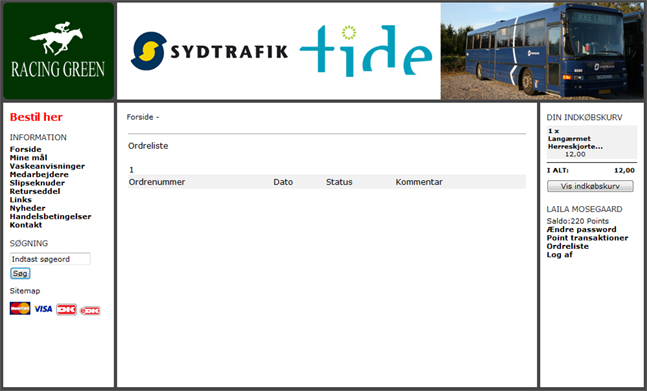 RACING GREEN
SYDTRAFIK
tide
IKKE I RUTE
Bestil her
INFORMATION
Forside
Mine mål
Vaskeanvisninger
Medarbejdere
Slipseknuder
Returseddel
Links
Nyheder
Handelsbetingelser
Kontakt
SØGNING
Indtast søgeord
Søg
Sitemap
VISA
Forside -
Ordreliste
1
Ordrenummer Dato Status Kommentar
DIN INDKØBSKURV
1 x
Langærmet
Herreskjorte...
12,00
I ALT: 12,00
Vis indkøbskurv
LAILA MOSEGAARD
Saldo:220 Points
Ændre password
Point transaktioner
Ordreliste
Log af